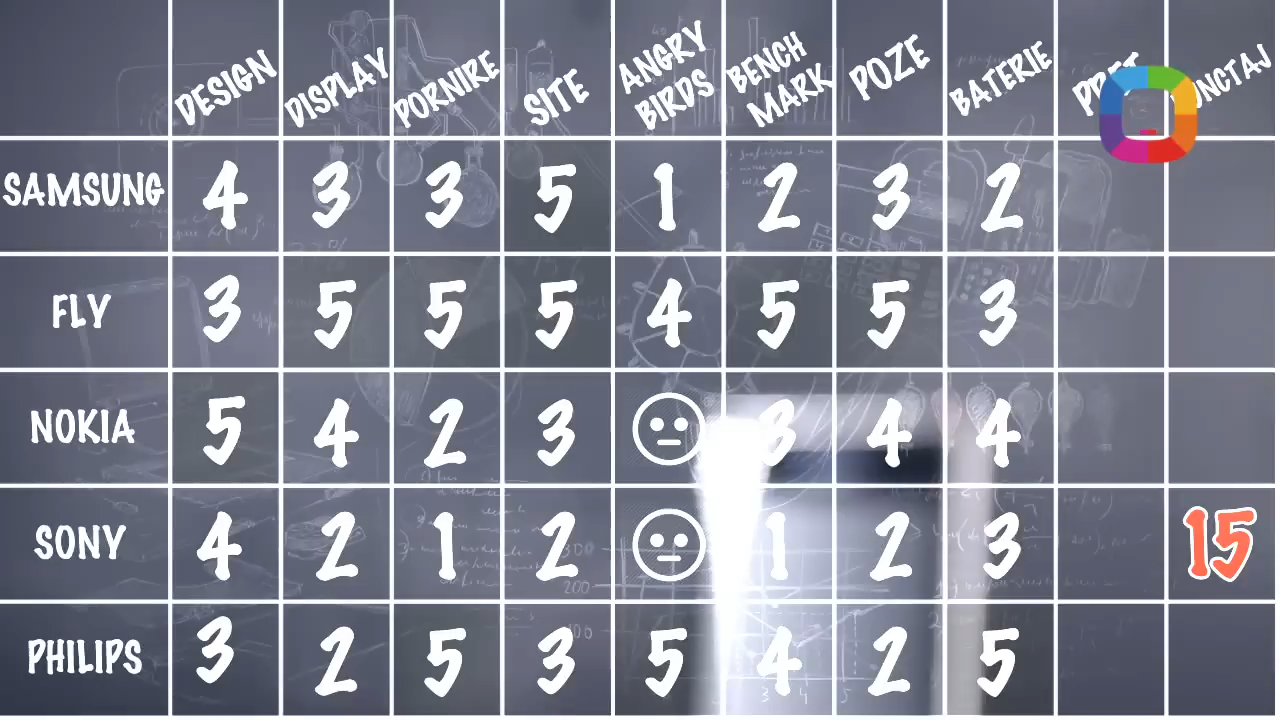 DESIGN DISPLAY PORNIRE SITE ANGRY BIRDS BENCH MARK POZE BATERIE
SAMSUNG 4 3 3 5 1 2 3 2
FLY 3 5 5 5 4 5 5 3
NOKIA 5 4 2 3 3 4 4
SONY 4 2 1 2 1 2 3 15
PHILIPS 3 2 5 3 5 4 2 5